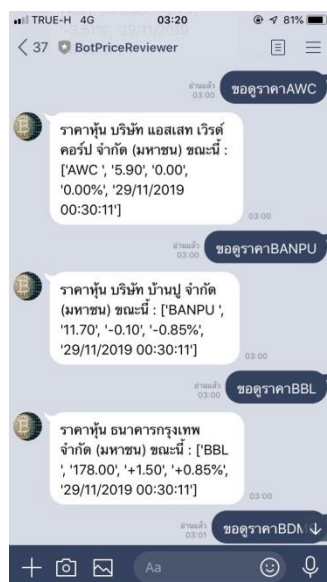 TRUE-H 4G 03:20 81%
37 BotPriceReviewer
อ่านแล้ว
03:00
ขอดูราคาAWC
ราคาหุ้น บริษัท แอสเสท เวิรด์
คอร์ป จำกัด (มหาชน) ขณะนี้ :
['AWC ', '5.90', '0.00',
'0.00%', '29/11/2019
00:30:11']
03:00
อ่านแล้ว
03:00
ขอดูราคาBANPU
ราคาหุ้น บริษัท บ้านปู จำกัด
(มหาชน) ขณะนี้ : ['BANPU ',
'11.70', '-0.10', '-0.85%',
'29/11/2019 00:30:11']
03:00
อ่านแล้ว
03:00
ขอดูราคาBBL
ราคาหุ้น ธนาคารกรุงเทพ
จำกัด (มหาชน) ขณะนี้ : ['BBL
', '178.00', '+1.50', '+0.85%',
'29/11/2019 00:30:11']
03:00
อ่านแล้ว
03:01
ขอดูราคาBDM
Aa